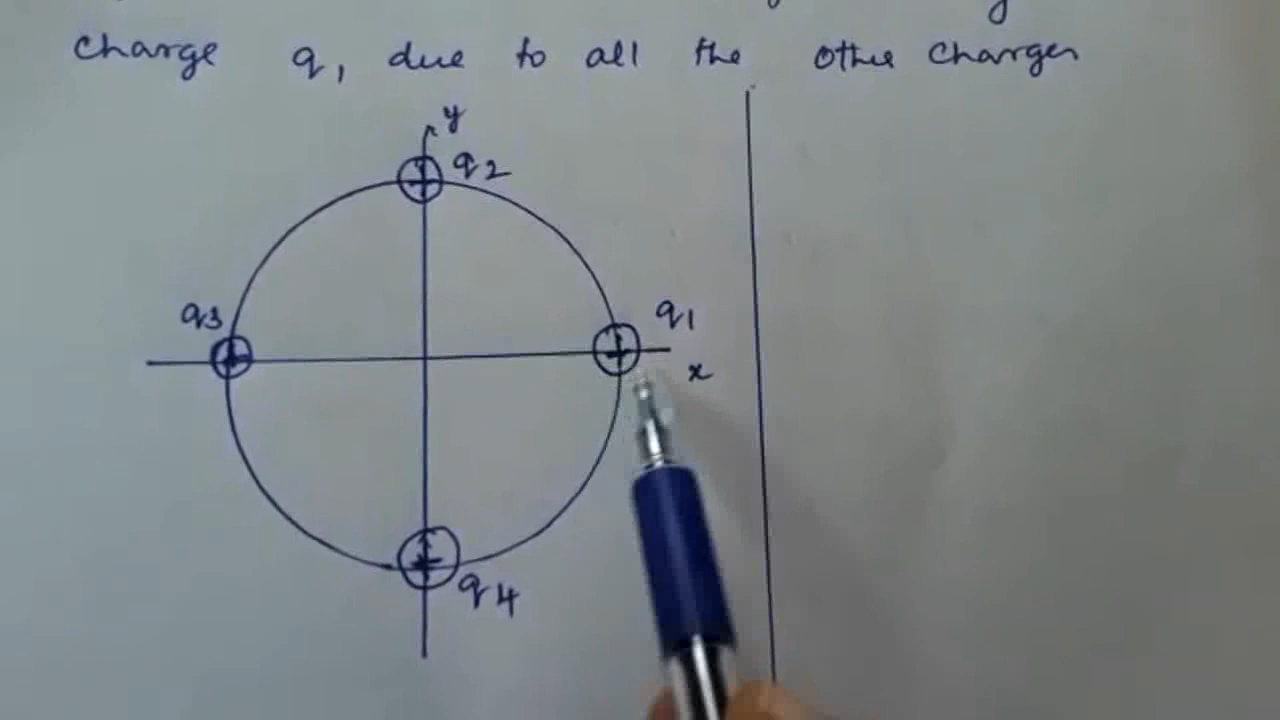 charge q1 due to all the other charges
y
q2
q3
q1
x
q4